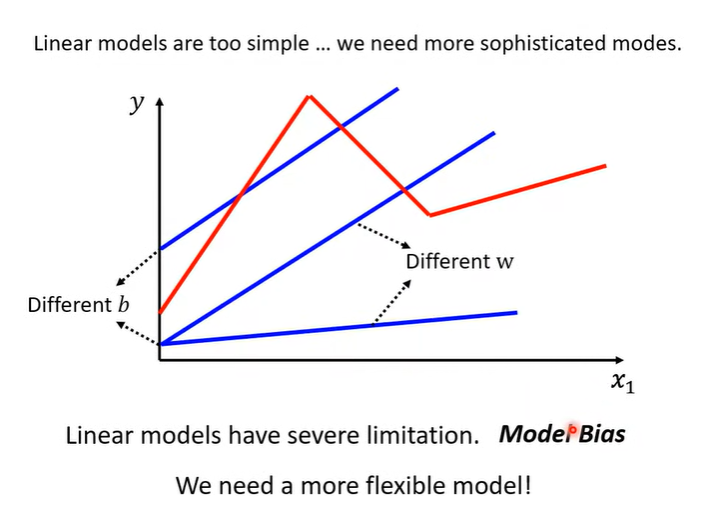 Linear models are too simple … we need more sophisticated modes.
y
Different w
Different b
x₁
Linear models have severe limitation. Model Bias
We need a more flexible model!